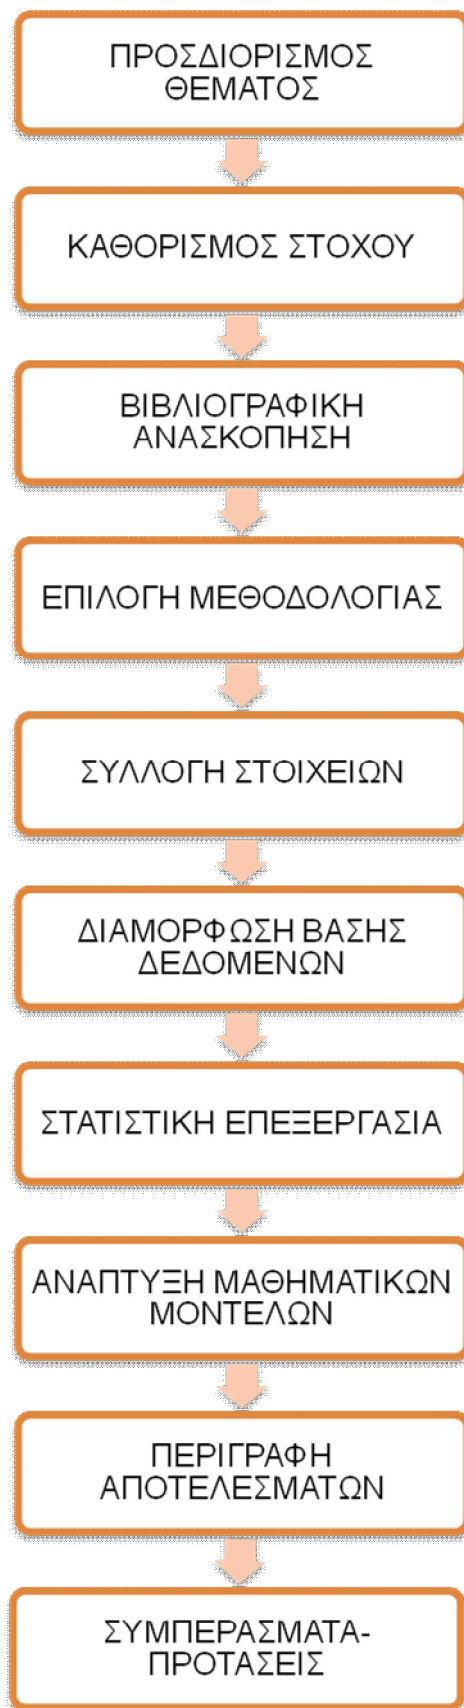 ΠΡΟΣΔΙΟΡΙΣΜΟΣ
ΘΕΜΑΤΟΣ
ΚΑΘΟΡΙΣΜΟΣ ΣΤΟΧΟΥ
ΒΙΒΛΙΟΓΡΑΦΙΚΗ
ΑΝΑΣΚΟΠΗΣΗ
ΕΠΙΛΟΓΗ ΜΕΘΟΔΟΛΟΓΙΑΣ
ΣΥΛΛΟΓΗ ΣΤΟΙΧΕΙΩΝ
ΔΙΑΜΟΡΦΩΣΗ ΒΑΣΗΣ
ΔΕΔΟΜΕΝΩΝ
ΣΤΑΤΙΣΤΙΚΗ ΕΠΕΞΕΡΓΑΣΙΑ
ΑΝΑΠΤΥΞΗ ΜΑΘΗΜΑΤΙΚΩΝ
ΜΟΝΤΕΛΩΝ
ΠΕΡΙΓΡΑΦΗ
ΑΠΟΤΕΛΕΣΜΑΤΩΝ
ΣΥΜΠΕΡΑΣΜΑΤΑ-
ΠΡΟΤΑΣΕΙΣ